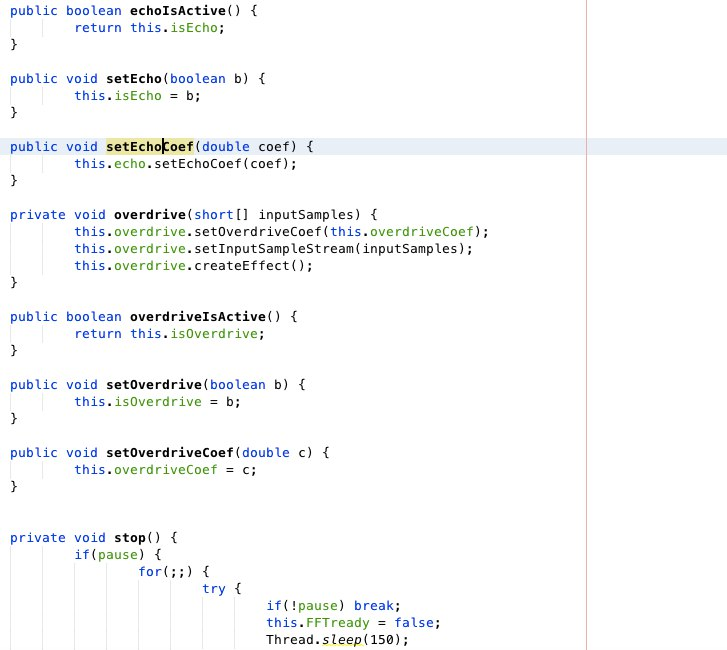 public boolean echoIsActive() {
return this.isEcho;
}
public void setEcho(boolean b) {
this.isEcho = b;
}
public void setEchoCoef(double coef) {
this.echo.setEchoCoef(coef);
}
private void overdrive(short[] inputSamples) {
this.overdrive.setOverdriveCoef(this.overdriveCoef);
this.overdrive.setInputSampleStream(inputSamples);
this.overdrive.createEffect();
}
public boolean overdriveIsActive() {
return this.isOverdrive;
}
public void setOverdrive(boolean b) {
this.isOverdrive = b;
}
public void setOverdriveCoef(double c) {
this.overdriveCoef = c;
}
private void stop() {
if(pause) {
for(;;) {
try {
if(!pause) break;
this.FFTready = false;
Thread.sleep(150);